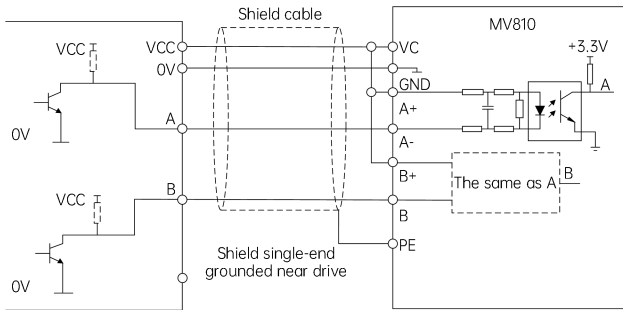 Shield cable
MV810
VCC
VCC
VC
+3.3V
0V
GND
A
A
A+
0V
A-
B+
The same as A
B
B
VCC
B
Shield single-end
grounded near drive
PE
0V